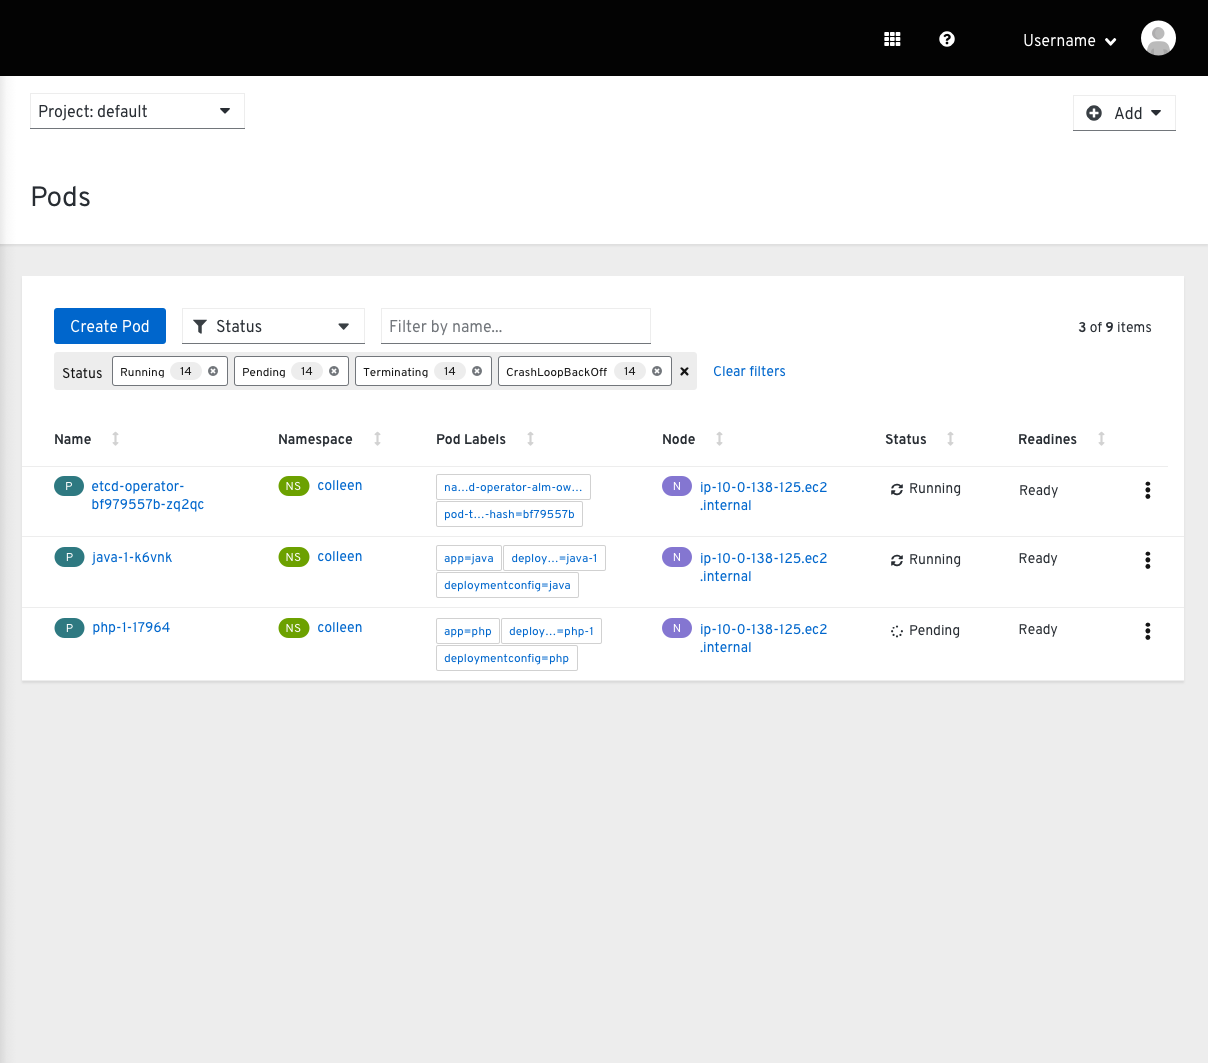 Username
Project: default
Add
Pods
Create Pod Status Filter by name... 3 of 9 items
Status Running 14 Pending 14 Terminating 14 CrashLoopBackOff 14 Clear filters
Name Namespace Pod Labels Node Status Readines
P etcd-operator-
bf979557b-zq2qc
NS colleen
na...d-operator-alm-ow...
pod-t...-hash=bf79557b
N ip-10-0-138-125.ec2
.internal
Running
Ready
P java-1-k6vnk
NS colleen
app=java deploy...=java-1
deploymentconfig=java
N ip-10-0-138-125.ec2
.internal
Running
Ready
P php-1-17964
NS colleen
app=php deploy...=php-1
deploymentconfig=php
N ip-10-0-138-125.ec2
.internal
Pending
Ready